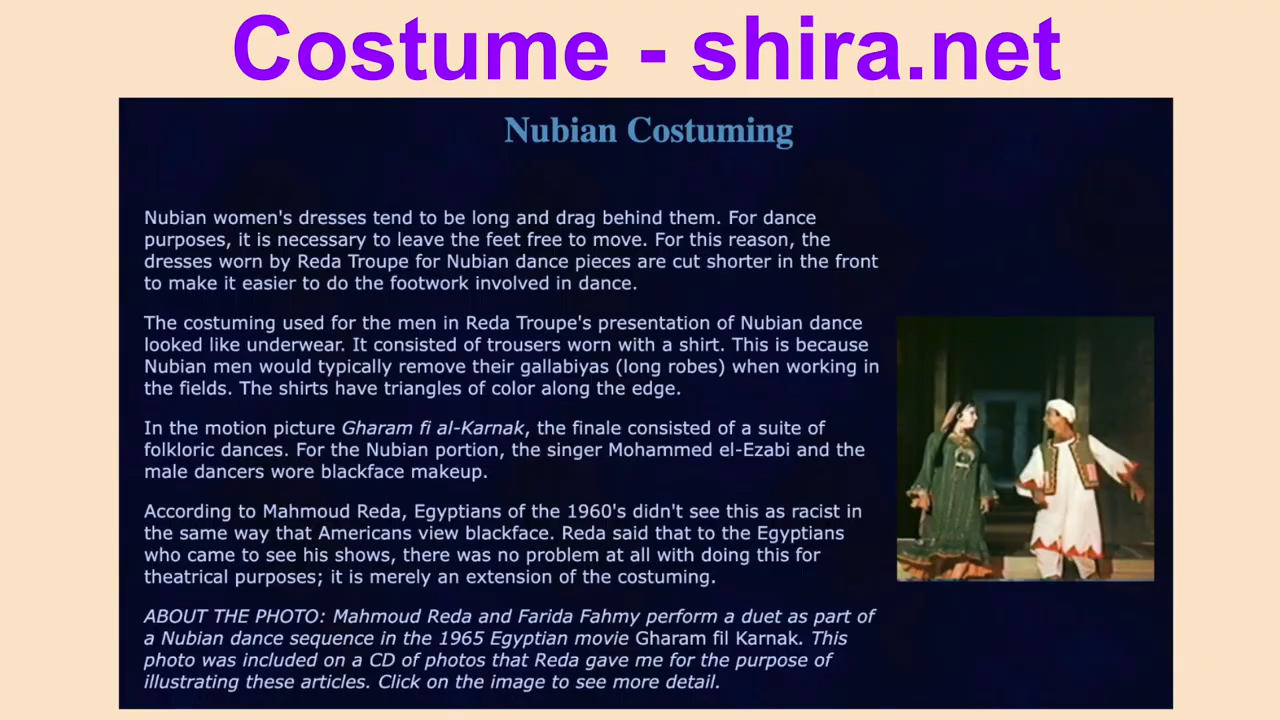 Costume - shira.net
Nubian Costuming
Nubian women's dresses tend to be long and drag behind them. For dance
purposes, it is necessary to leave the feet free to move. For this reason, the
dresses worn by Reda Troupe for Nubian dance pieces are cut shorter in the front
to make it easier to do the footwork involved in dance.
The costuming used for the men in Reda Troupe's presentation of Nubian dance
looked like underwear. It consisted of trousers worn with a shirt. This is because
Nubian men would typically remove their gallabiyas (long robes) when working in
the fields. The shirts have triangles of color along the edge.
In the motion picture Gharam fi al-Karnak, the finale consisted of a suite of
folkloric dances. For the Nubian portion, the singer Mohammed el-Ezabi and the
male dancers wore blackface makeup.
According to Mahmoud Reda, Egyptians of the 1960's didn't see this as racist in
the same way that Americans view blackface. Reda said that to the Egyptians
who came to see his shows, there was no problem at all with doing this for
theatrical purposes; it is merely an extension of the costuming.
ABOUT THE PHOTO: Mahmoud Reda and Farida Fahmy perform a duet as part of
a Nubian dance sequence in the 1965 Egyptian movie Gharam fil Karnak. This
photo was included on a CD of photos that Reda gave me for the purpose of
illustrating these articles. Click on the image to see more detail.